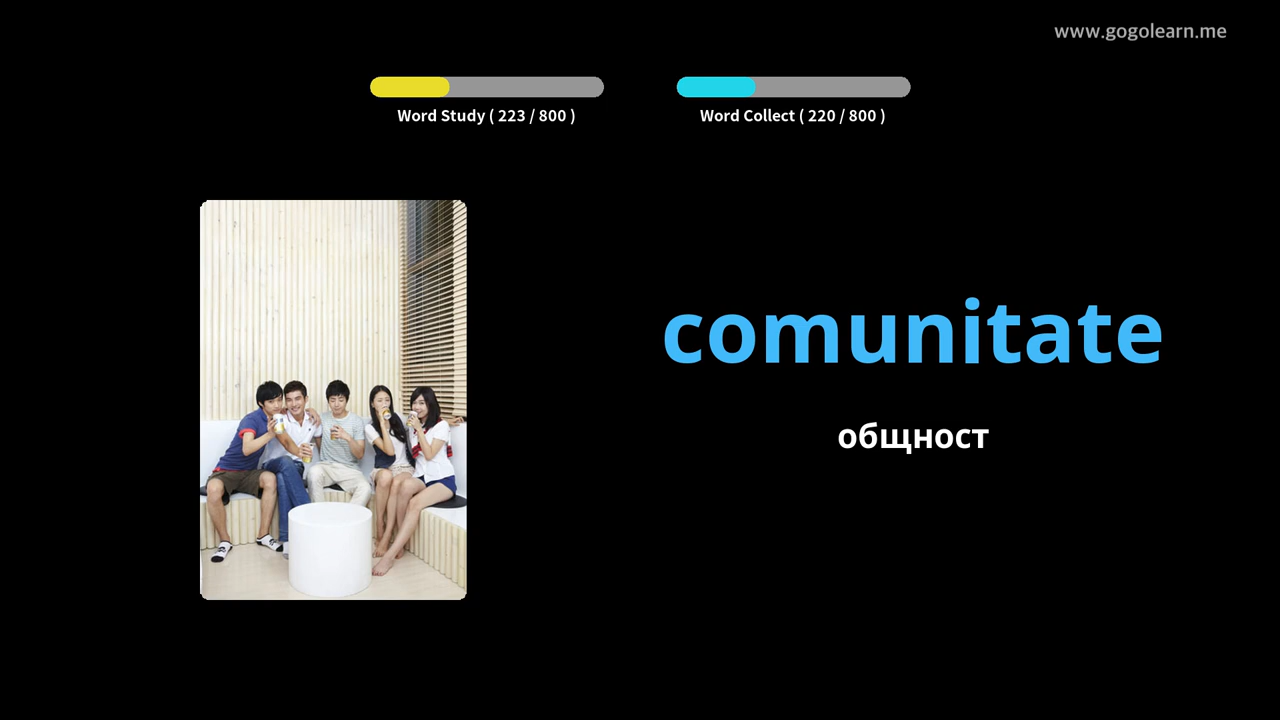 www.gogolearn.me
Word Study ( 223 / 800 )
Word Collect ( 220 / 800 )
comunitate
общност